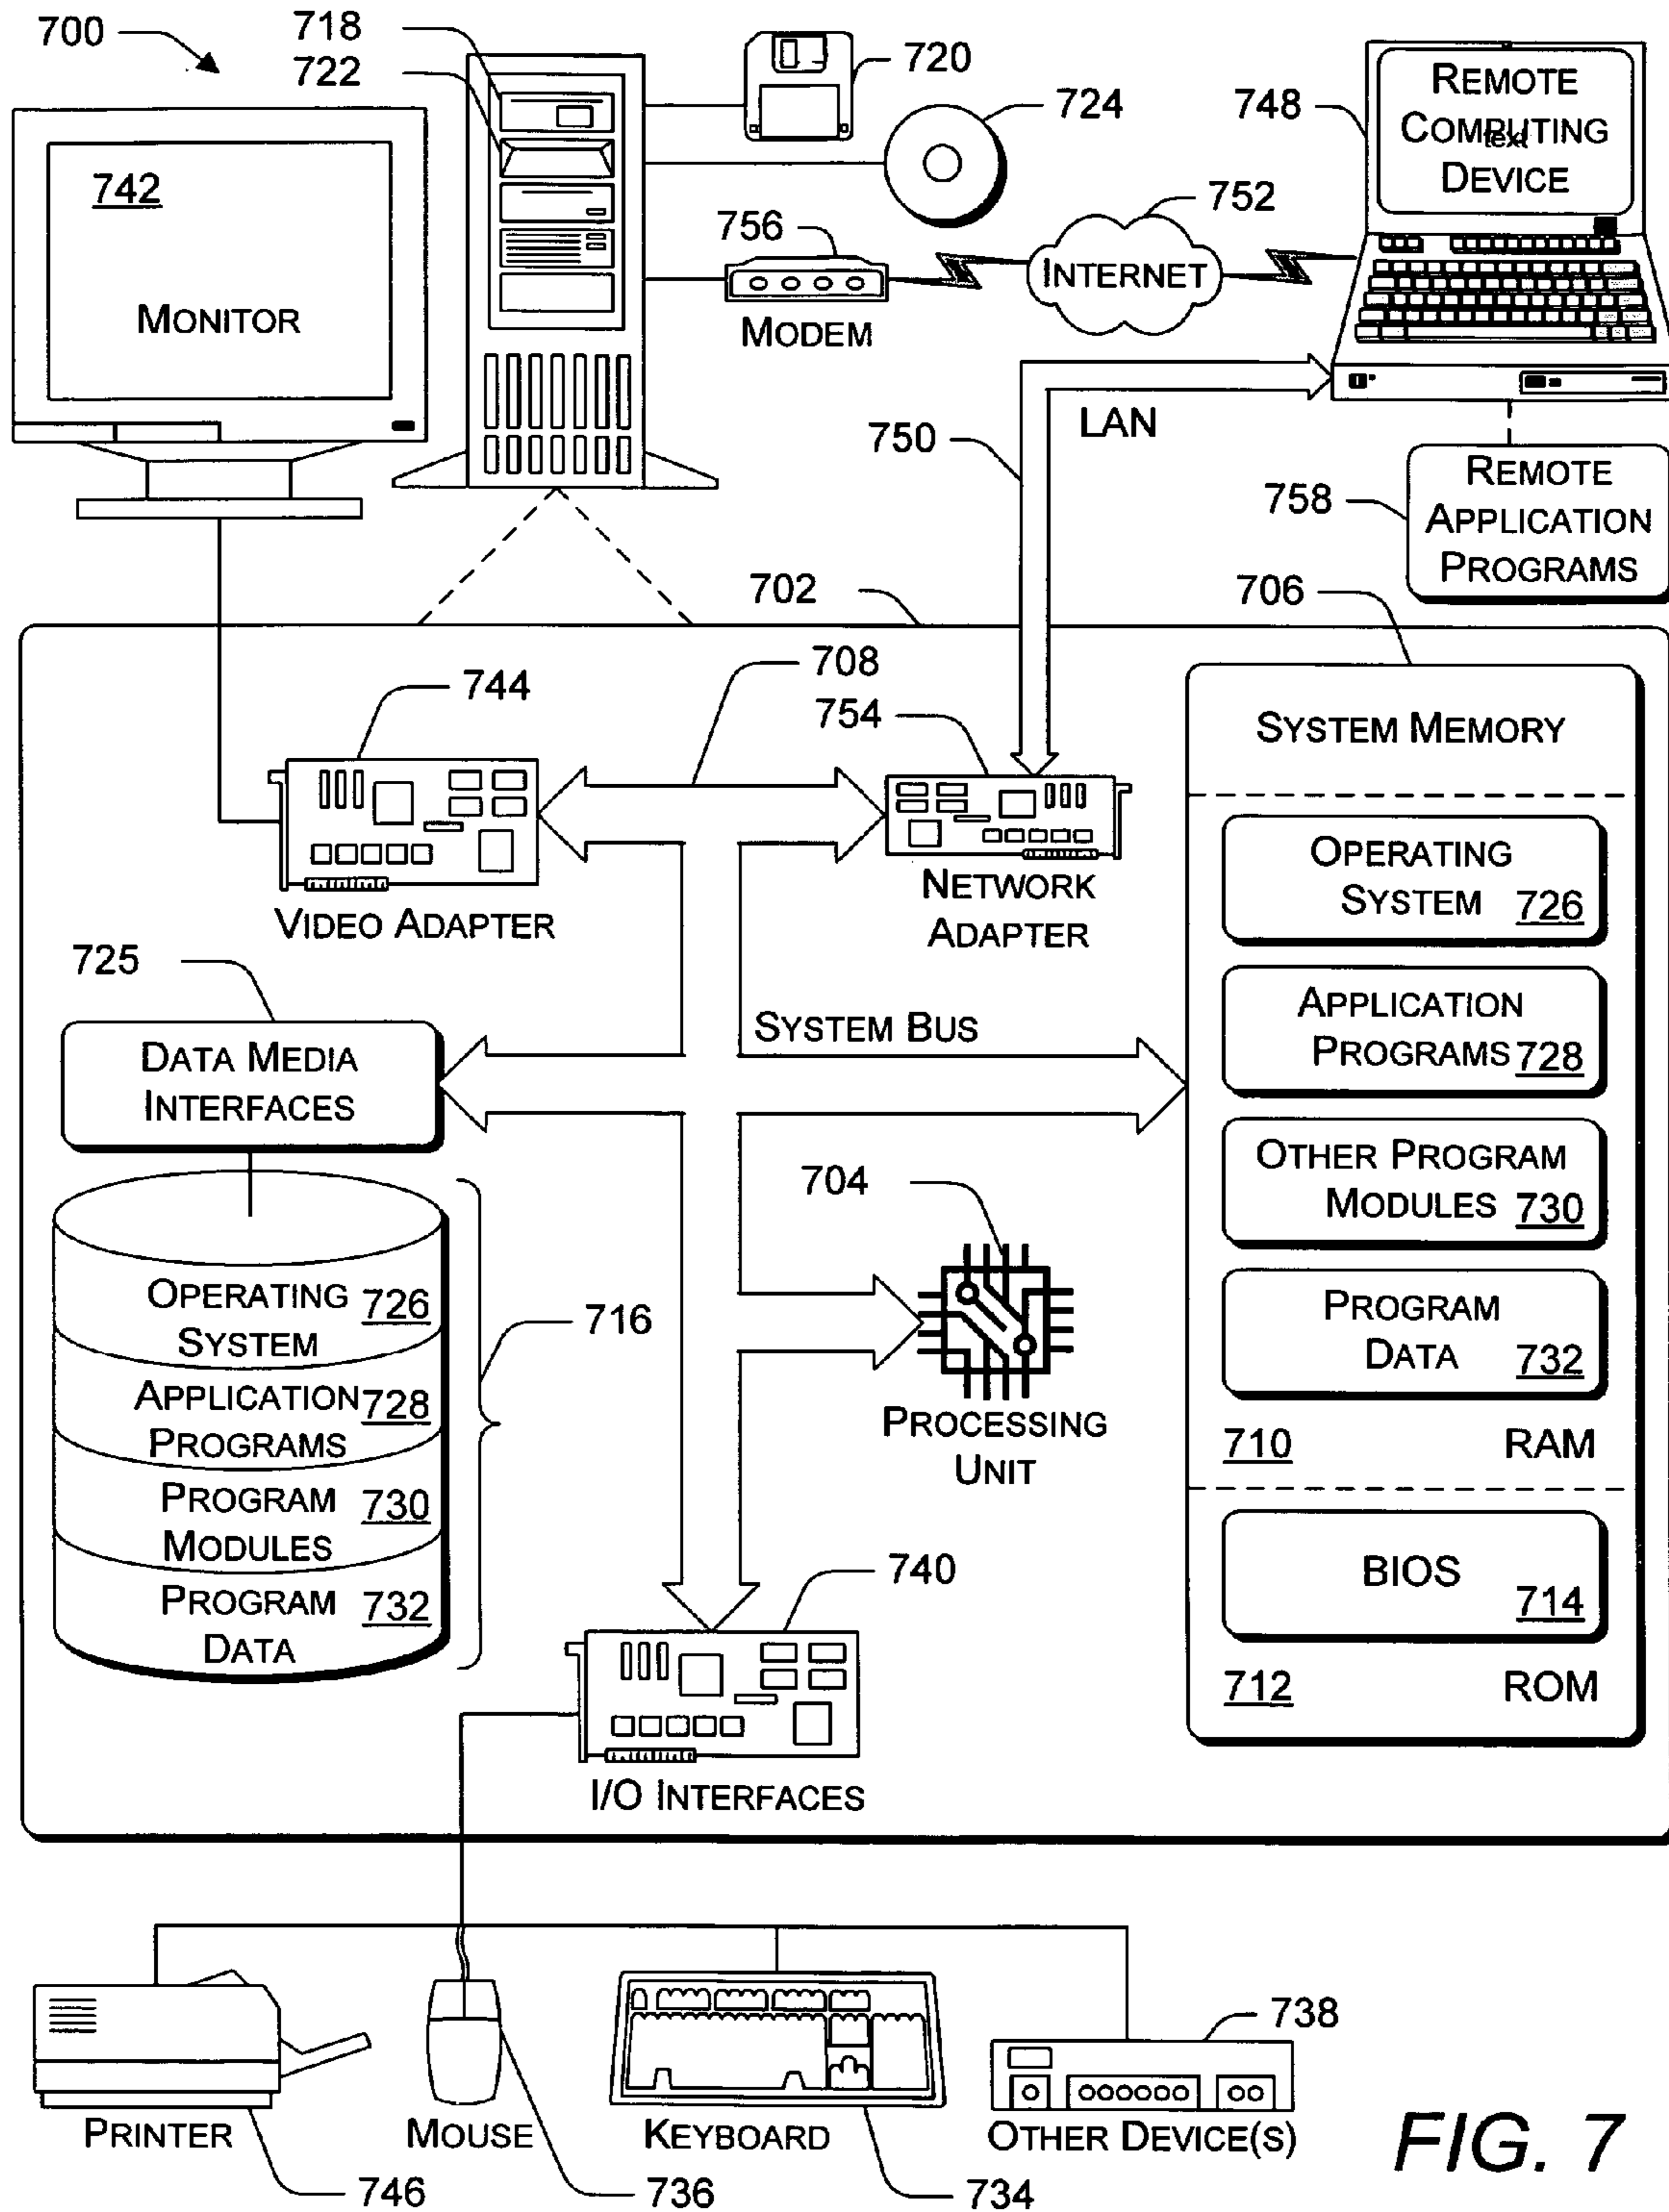 700
718
722
720
724
748
REMOTE
COMPUTING
text
DEVICE
742
MONITOR
756
MODEM
752
INTERNET
750
LAN
758
REMOTE
APPLICATION
PROGRAMS
702
706
708
744
754
VIDEO ADAPTER
NETWORK
ADAPTER
SYSTEM MEMORY
OPERATING
SYSTEM 726
APPLICATION
PROGRAMS 728
OTHER PROGRAM
MODULES 730
PROGRAM
DATA 732
710 RAM
BIOS
714
712 ROM
725
DATA MEDIA
INTERFACES
SYSTEM BUS
704
PROCESSING
UNIT
716
OPERATING 726
SYSTEM
APPLICATION 728
PROGRAMS
PROGRAM 730
MODULES
PROGRAM 732
DATA
740
I/O INTERFACES
738
PRINTER
MOUSE
KEYBOARD
OTHER DEVICE(S)
746
736
734
FIG. 7